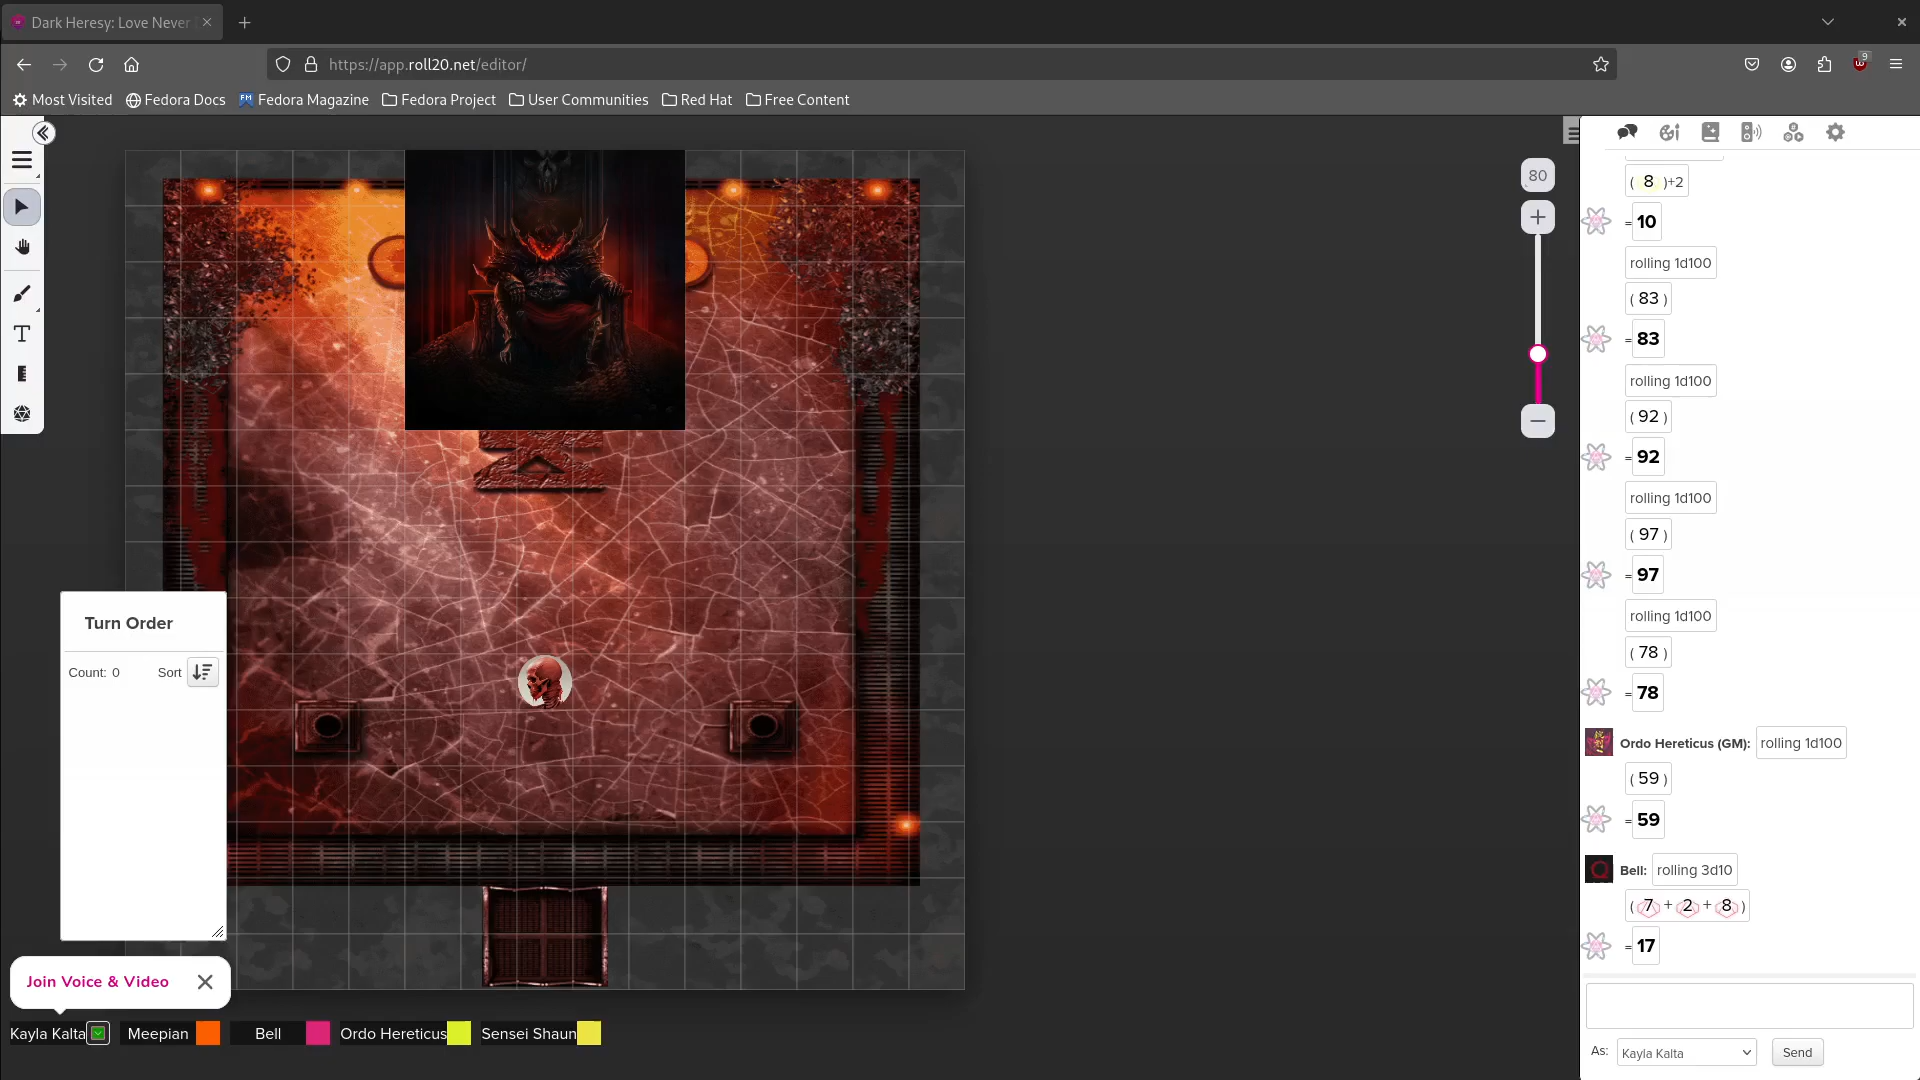 Dark Heresy: Love Never
https://app.roll20.net/editor/
9
Most Visited
Fedora Docs
FM Fedora Magazine
Fedora Project
User Communities
Red Hat
Free Content
80
( 8 )+2
= 10
rolling 1d100
( 83 )
= 83
rolling 1d100
( 92 )
= 92
rolling 1d100
( 97 )
= 97
rolling 1d100
( 78 )
= 78
Ordo Hereticus (GM): rolling 1d100
( 59 )
= 59
Bell: rolling 3d10
( 7 + 2 + 8 )
= 17
As: Kayla Kalta
Send
Turn Order
Count: 0 Sort
Join Voice & Video
Kayla Kalta
Meepian
Bell
Ordo Hereticus
Sensei Shaun